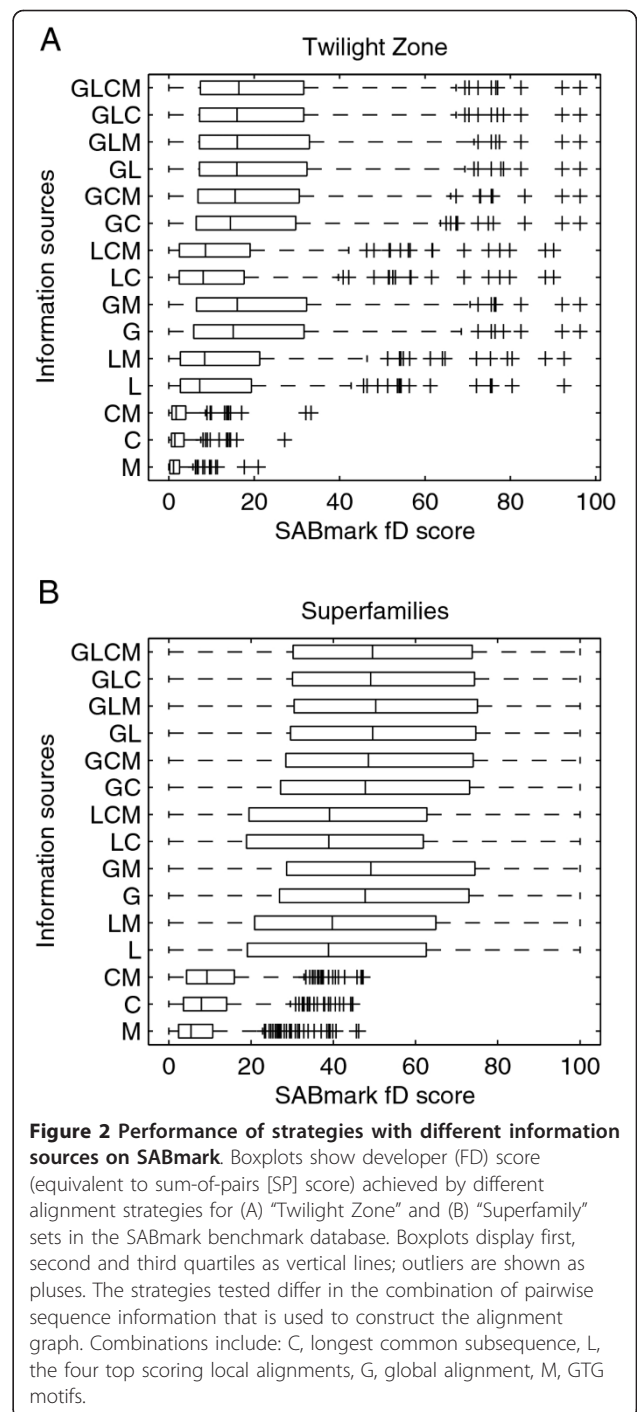 A
Twilight Zone
Information sources
GLCM
GLC
GLM
GL
GCM
GC
LCM
LC
GM
G
LM
L
CM
C
M
0 20 40 60 80 100
SABmark fD score
B
Superfamilies
Information sources
GLCM
GLC
GLM
GL
GCM
GC
LCM
LC
GM
G
LM
L
CM
C
M
0 20 40 60 80 100
SABmark fD score
Figure 2 Performance of strategies with different information
sources on SABmark. Boxplots show developer (FD) score
(equivalent to sum-of-pairs [SP] score) achieved by different
alignment strategies for (A) “Twilight Zone” and (B) “Superfamily”
sets in the SABmark benchmark database. Boxplots display first,
second and third quartiles as vertical lines; outliers are shown as
pluses. The strategies tested differ in the combination of pairwise
sequence information that is used to construct the alignment
graph. Combinations include: C, longest common subsequence, L,
the four top scoring local alignments, G, global alignment, M, GTG
motifs.